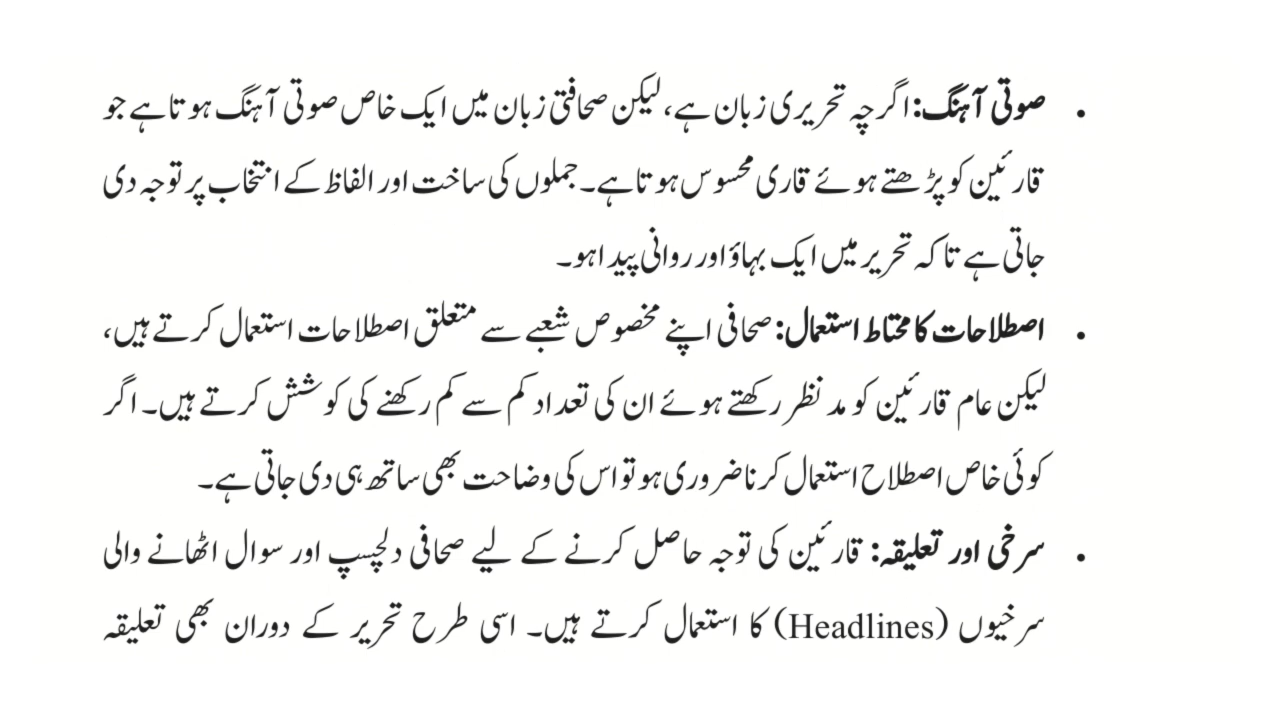 • صوتی آہنگ: اگرچہ تحریری زبان ہے، لیکن صحافتی زبان میں ایک خاص صوتی آہنگ ہوتا ہے جو
قارئین کو پڑھتے ہوئے قاری محسوس ہوتا ہے۔ جملوں کی ساخت اور الفاظ کے انتخاب پر توجہ دی
جاتی ہے تاکہ تحریر میں ایک بہاؤ اور روانی پیدا ہو۔
• اصطلاحات کا محتاط استعمال: صحافی اپنے مخصوص شعبے سے متعلق اصطلاحات استعمال کرتے ہیں،
لیکن عام قارئین کو مد نظر رکھتے ہوئے ان کی تعداد کم سے کم رکھنے کی کوشش کرتے ہیں۔ اگر
کوئی خاص اصطلاح استعمال کرنا ضروری ہو تو اس کی وضاحت بھی ساتھ ہی دی جاتی ہے۔
• سرخی اور تعلیقہ: قارئین کی توجہ حاصل کرنے کے لیے صحافی دلچسپ اور سوال اٹھانے والی
سرخیوں (Headlines) کا استعمال کرتے ہیں۔ اسی طرح تحریر کے دوران بھی تعلیقہ